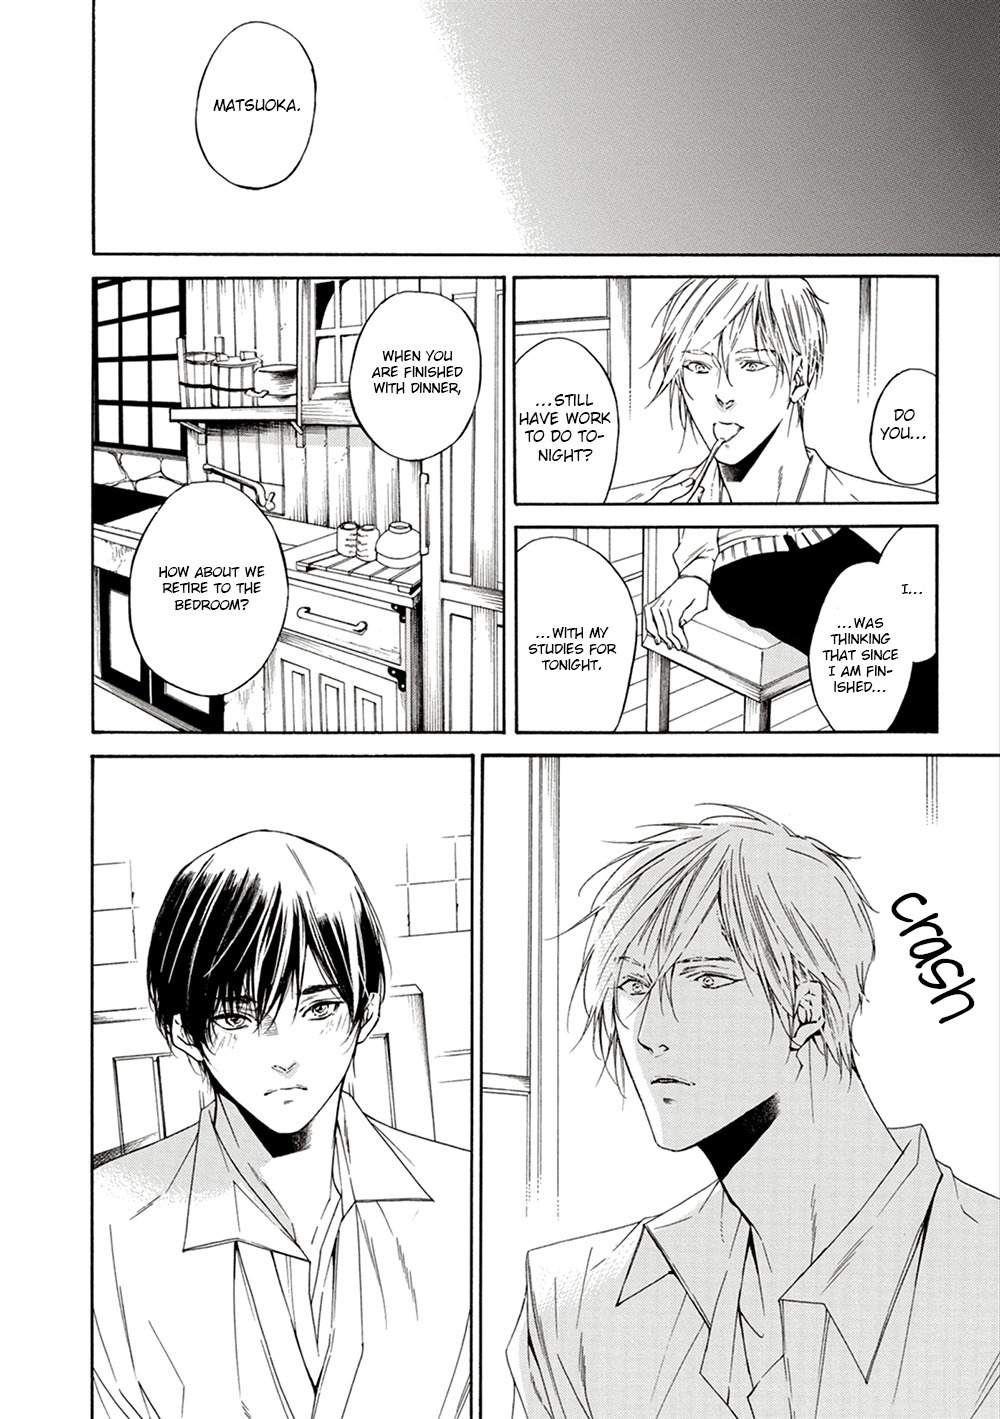 MATSUOKA.
DO
YOU...
...STILL
HAVE WORK
TO DO TO-
NIGHT?
I...
...WAS
THINKING
THAT SINCE
I AM FIN-
ISHED...
...WITH MY
STUDIES FOR
TONIGHT.
WHEN YOU
ARE FINISHED
WITH DINNER,
HOW ABOUT WE
RETIRE TO THE
BEDROOM?
crash